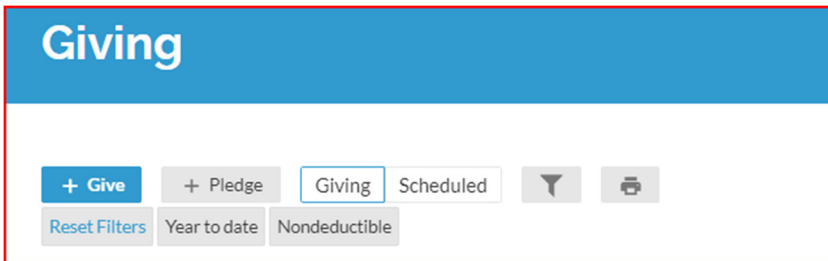 Giving
+ Give + Pledge Giving Scheduled
Reset Filters Year to date Nondeductible